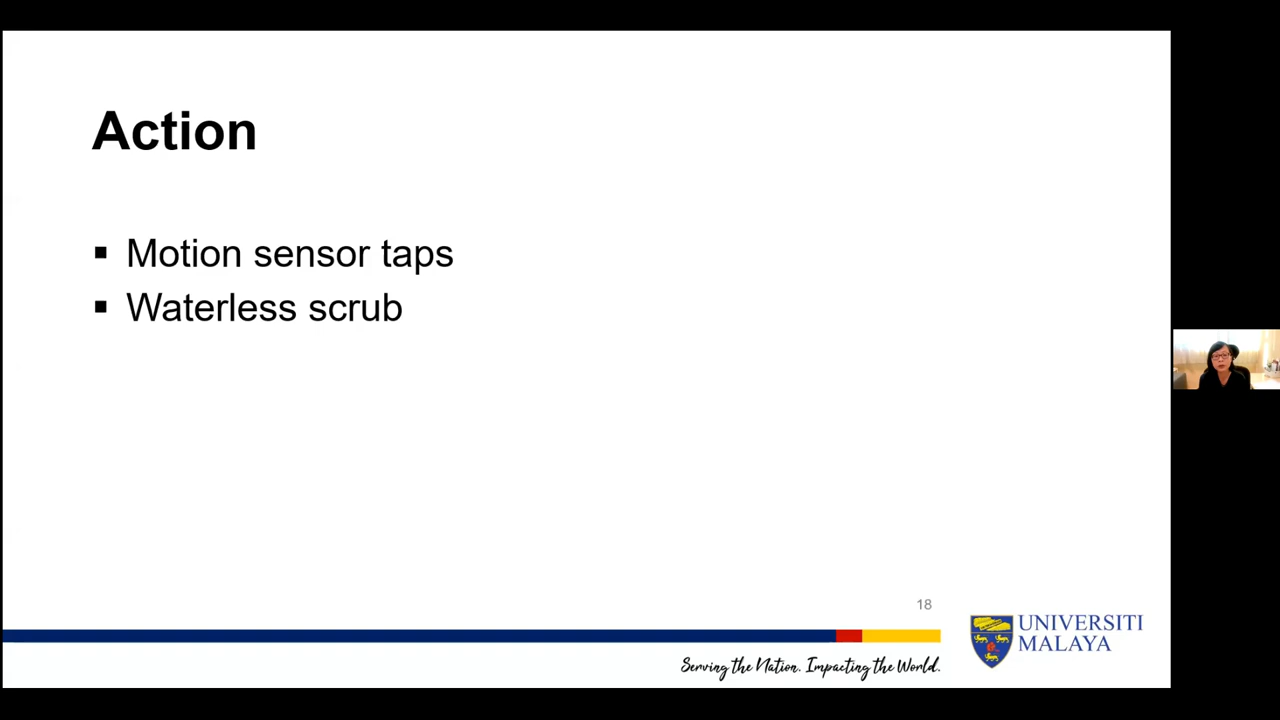 Action
▪ Motion sensor taps
▪ Waterless scrub
18
UNIVERSITI
MALAYA
Serving the Nation. Impacting the World.